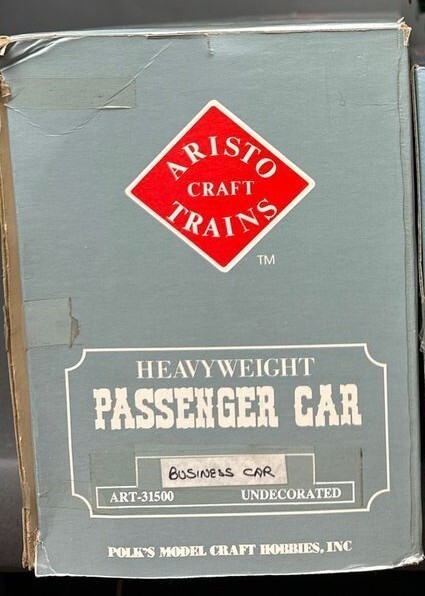 ARISTO
CRAFT
TRAINS
TM
HEAVYWEIGHT
PASSENGER CAR
BUSINESS CAR
ART-31500 UNDECORATED
POLK'S MODEL CRAFT HOBBIES, INC